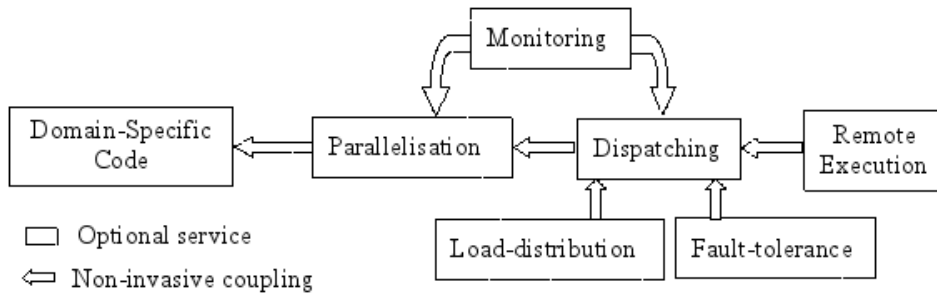 Monitoring
Domain-Specific
Code
Parallelisation
Dispatching
Remote
Execution
Load-distribution
Fault-tolerance
Optional service
Non-invasive coupling